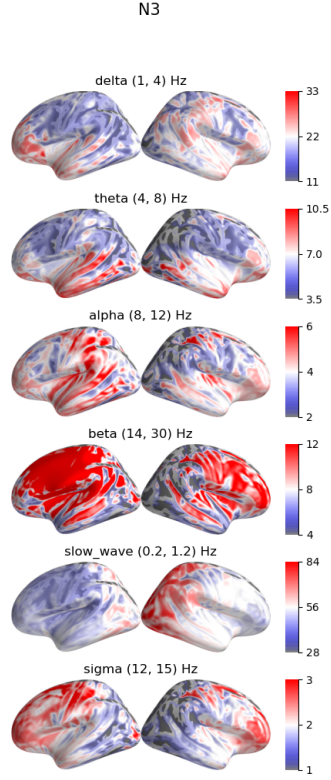 N3
delta (1, 4) Hz
33
22
11
theta (4, 8) Hz
10.5
7.0
3.5
alpha (8, 12) Hz
6
4
2
beta (14, 30) Hz
12
8
4
slow_wave (0.2, 1.2) Hz
84
56
28
sigma (12, 15) Hz
3
2
1